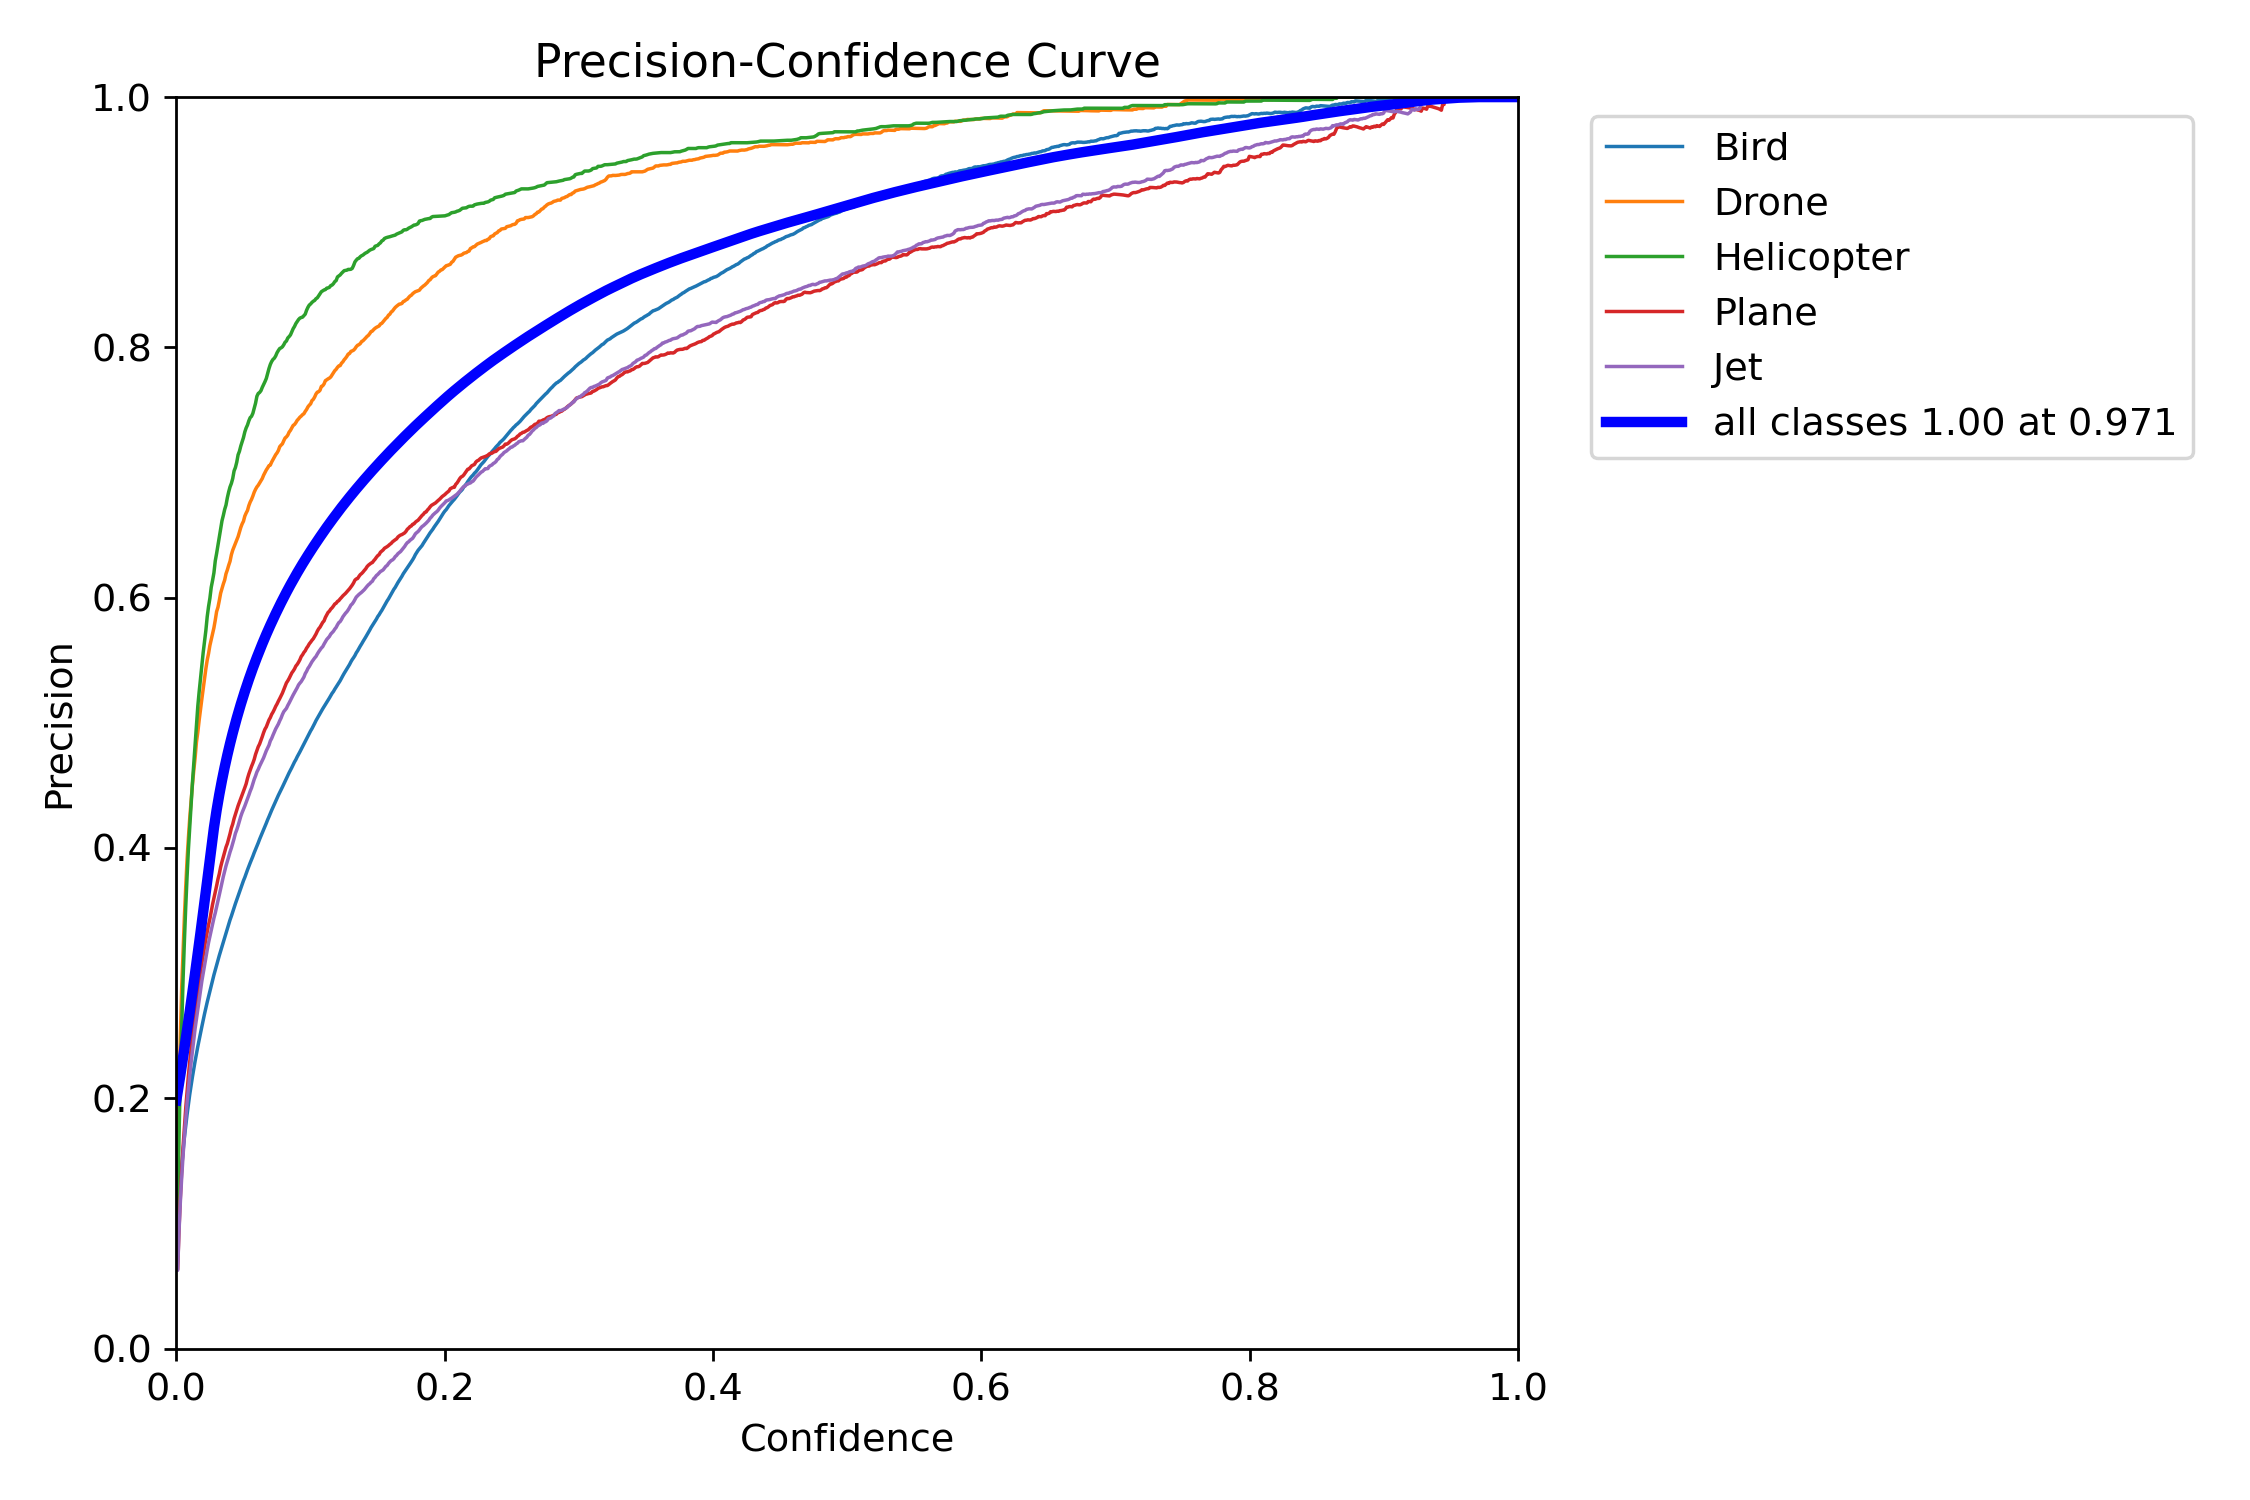 Precision-Confidence Curve
1.0
0.8
0.6
0.4
0.2
0.0
Precision
0.0 0.2 0.4 0.6 0.8 1.0
Confidence
Bird
Drone
Helicopter
Plane
Jet
all classes 1.00 at 0.971